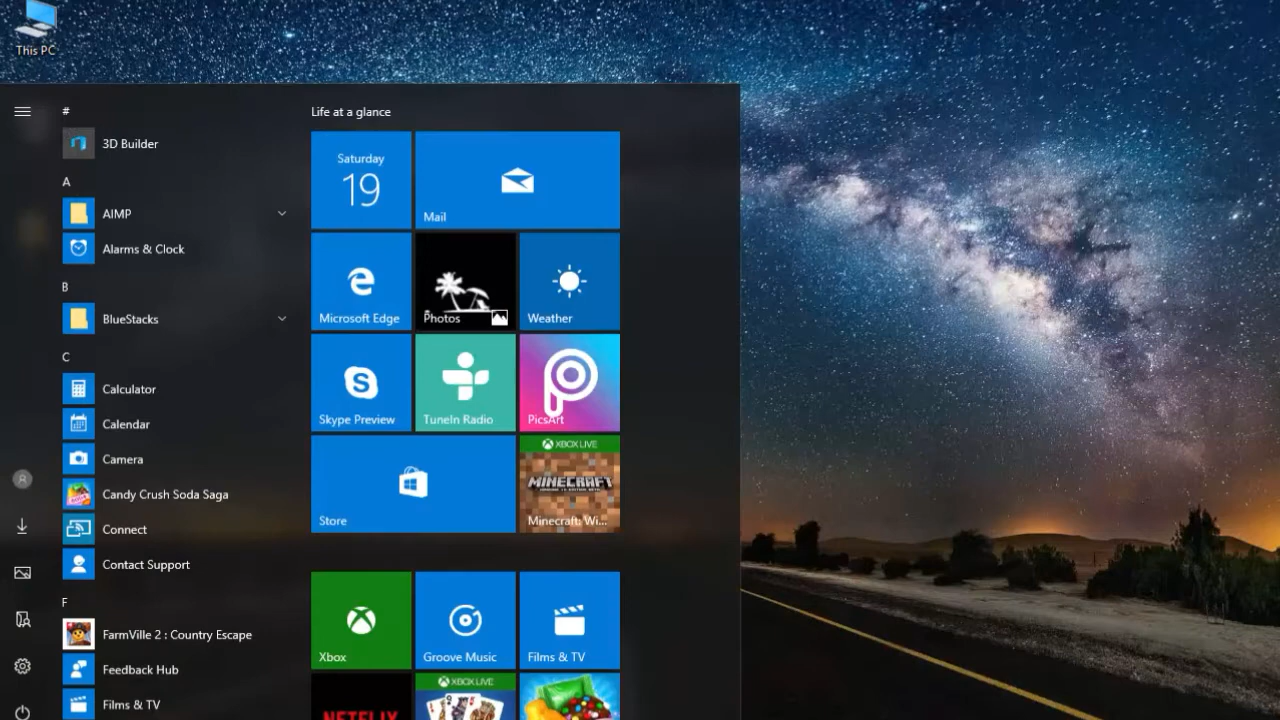 This PC
#
3D Builder
A
AIMP
Alarms & Clock
B
BlueStacks
C
Calculator
Calendar
Camera
Candy Crush Soda Saga
Connect
Contact Support
F
FarmVille 2 : Country Escape
Feedback Hub
Films & TV
Life at a glance
Saturday
19
Mail
Microsoft Edge
Photos
Weather
Skype Preview
TuneIn Radio
PicsArt
Store
XBOX LIVE
MINECRAFT
Minecraft: Wi...
Xbox
Groove Music
Films & TV
NETFLIX
XBOX LIVE